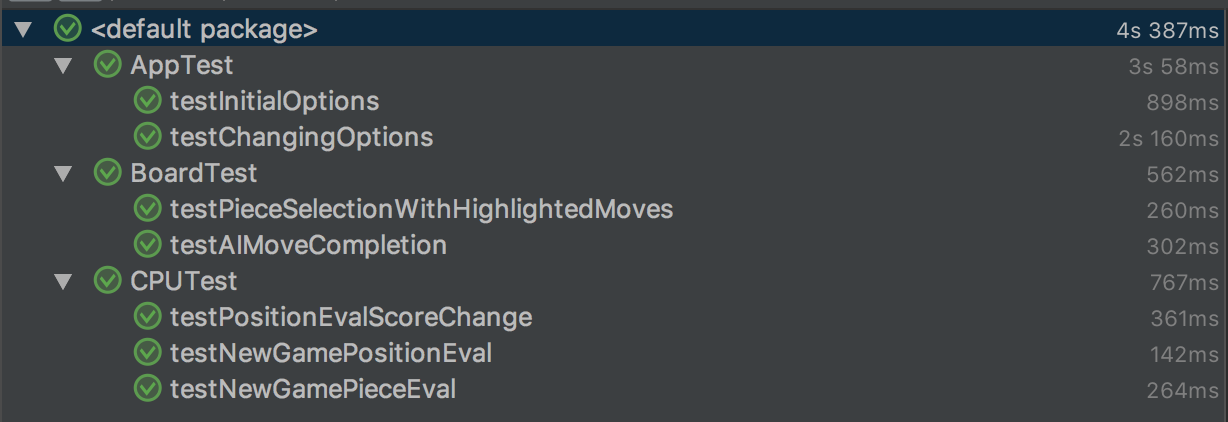 <default package> 4s 387ms
AppTest 3s 58ms
testInitialOptions 898ms
testChangingOptions 2s 160ms
BoardTest 562ms
testPieceSelectionWithHighlightedMoves 260ms
testAIMoveCompletion 302ms
CPUTest 767ms
testPositionEvalScoreChange 361ms
testNewGamePositionEval 142ms
testNewGamePieceEval 264ms